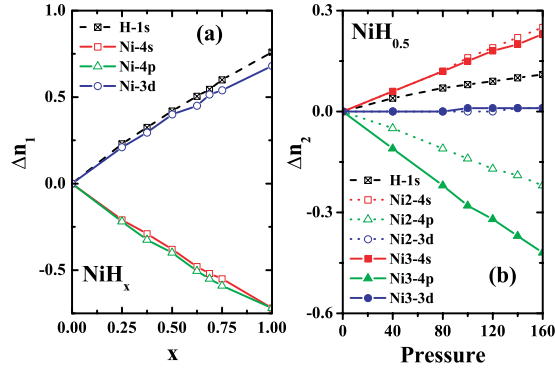 (a)
H-1s
Ni-4s
Ni-4p
Ni-3d
1.0
0.5
0.0
-0.5
Δn1
NiHx
0.00 0.25 0.50 0.75 1.00
x
NiH0.5
0.3
0.0
-0.3
-0.6
Δn2
H-1s
Ni2-4s
Ni2-4p
Ni2-3d
Ni3-4s
Ni3-4p
Ni3-3d
(b)
0 40 80 120 160
Pressure